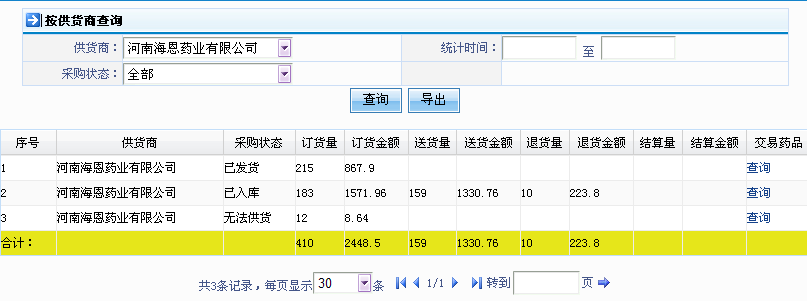 按供货商查询
供货商： 河南海恩药业有限公司 统计时间： 至
采购状态： 全部
查询 导出
序号 供货商 采购状态 订货量 订货金额 送货量 送货金额 退货量 退货金额 结算量 结算金额 交易药品
1 河南海恩药业有限公司 已发货 215 867.9 查询
2 河南海恩药业有限公司 已入库 183 1571.96 159 1330.76 10 223.8 查询
3 河南海恩药业有限公司 无法供货 12 8.64 查询
合计： 410 2448.5 159 1330.76 10 223.8
共3条记录，每页显示 30 条 1/1 转到 页